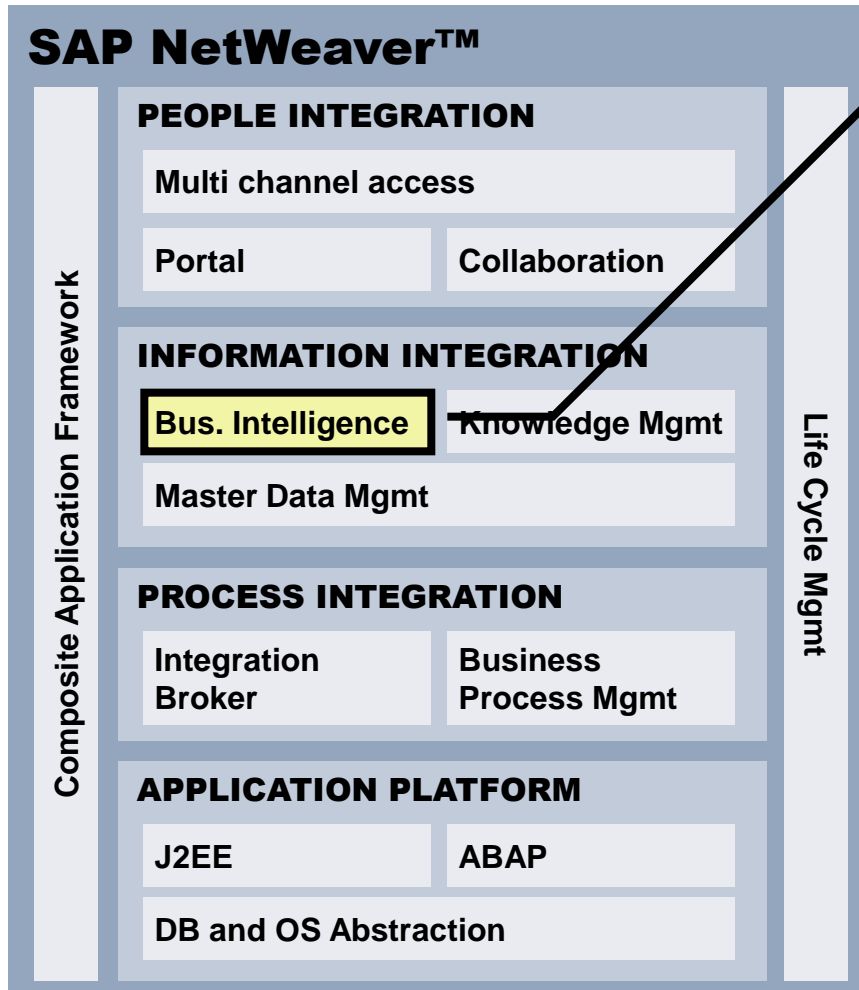 SAP NetWeaver™
Composite Application Framework
PEOPLE INTEGRATION
Multi channel access
Portal
Collaboration
INFORMATION INTEGRATION
Bus. Intelligence
Knowledge Mgmt
Master Data Mgmt
PROCESS INTEGRATION
Integration
Broker
Business
Process Mgmt
APPLICATION PLATFORM
J2EE
ABAP
DB and OS Abstraction
Life Cycle Mgmt